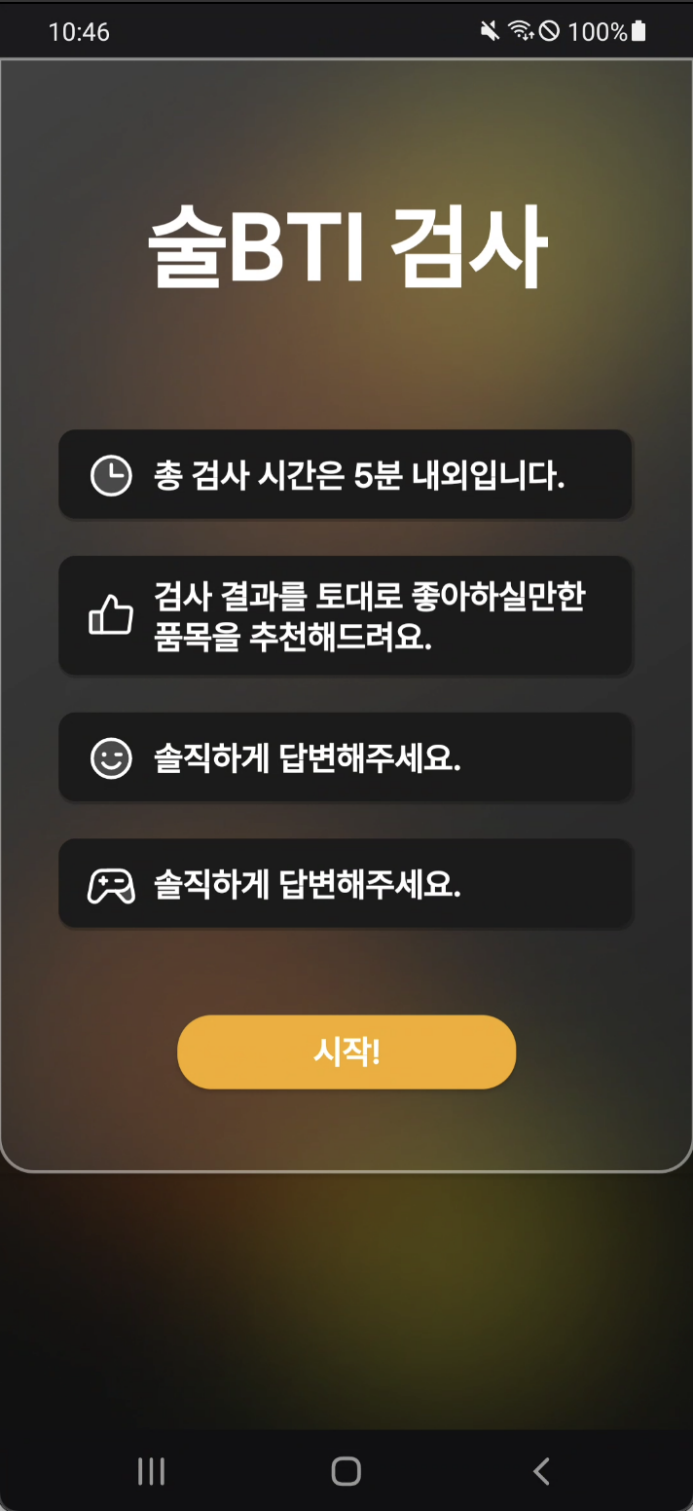 10:46
100%
술BTI 검사
총 검사 시간은 5분 내외입니다.
검사 결과를 토대로 좋아하실만한
품목을 추천해드려요.
솔직하게 답변해주세요.
솔직하게 답변해주세요.
시작!